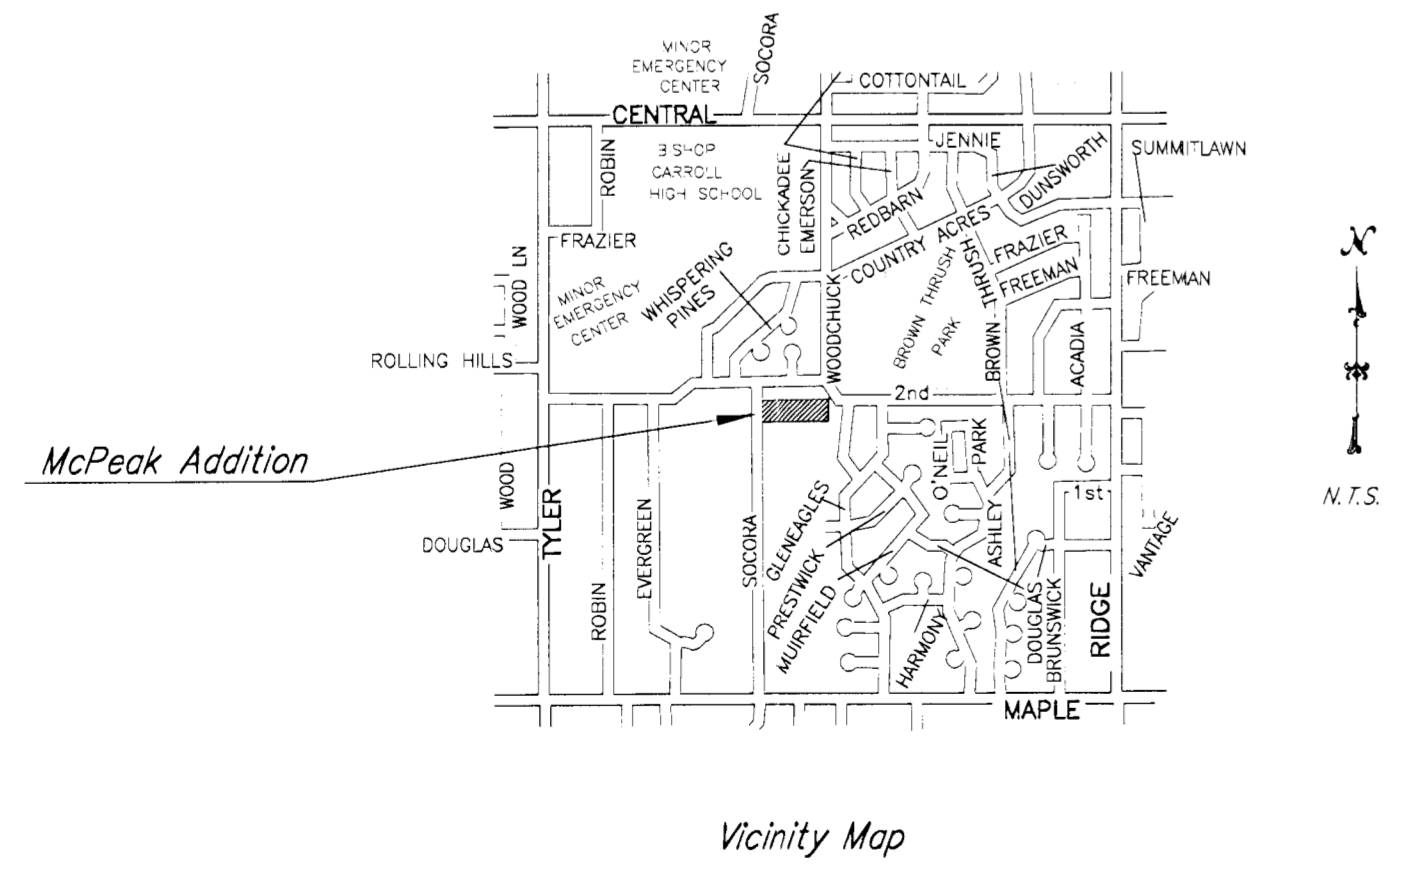 SOCORA
MINOR
EMERGENCY
CENTER
COTTONTAIL
CENTRAL
JENNIE
DUNSWORTH
SUMMITLAWN
ROBIN
BISHOP
CARROLL
HIGH SCHOOL
CHICKADEE
EMERSON
REDBARN
COUNTRY ACRES
FRAZIER
FRAZIER
FREEMAN
FREEMAN
WOOD LN
MINOR
EMERGENCY
CENTER
WHISPERING
PINES
WOODCHUCK
BROWN THRUSH
PARK
BROWN THRUSH
ACADIA
ROLLING HILLS
2nd
McPeak Addition
WOOD
TYLER
DOUGLAS
ROBIN
EVERGREEN
SOCORA
GLENEAGLES
PRESTWICK
MUIRFIELD
HARMONY
O'NEIL
PARK
ASHLEY
1st
DOUGLAS
BRUNSWICK
RIDGE
VANTAGE
MAPLE
N
N.T.S.
Vicinity Map